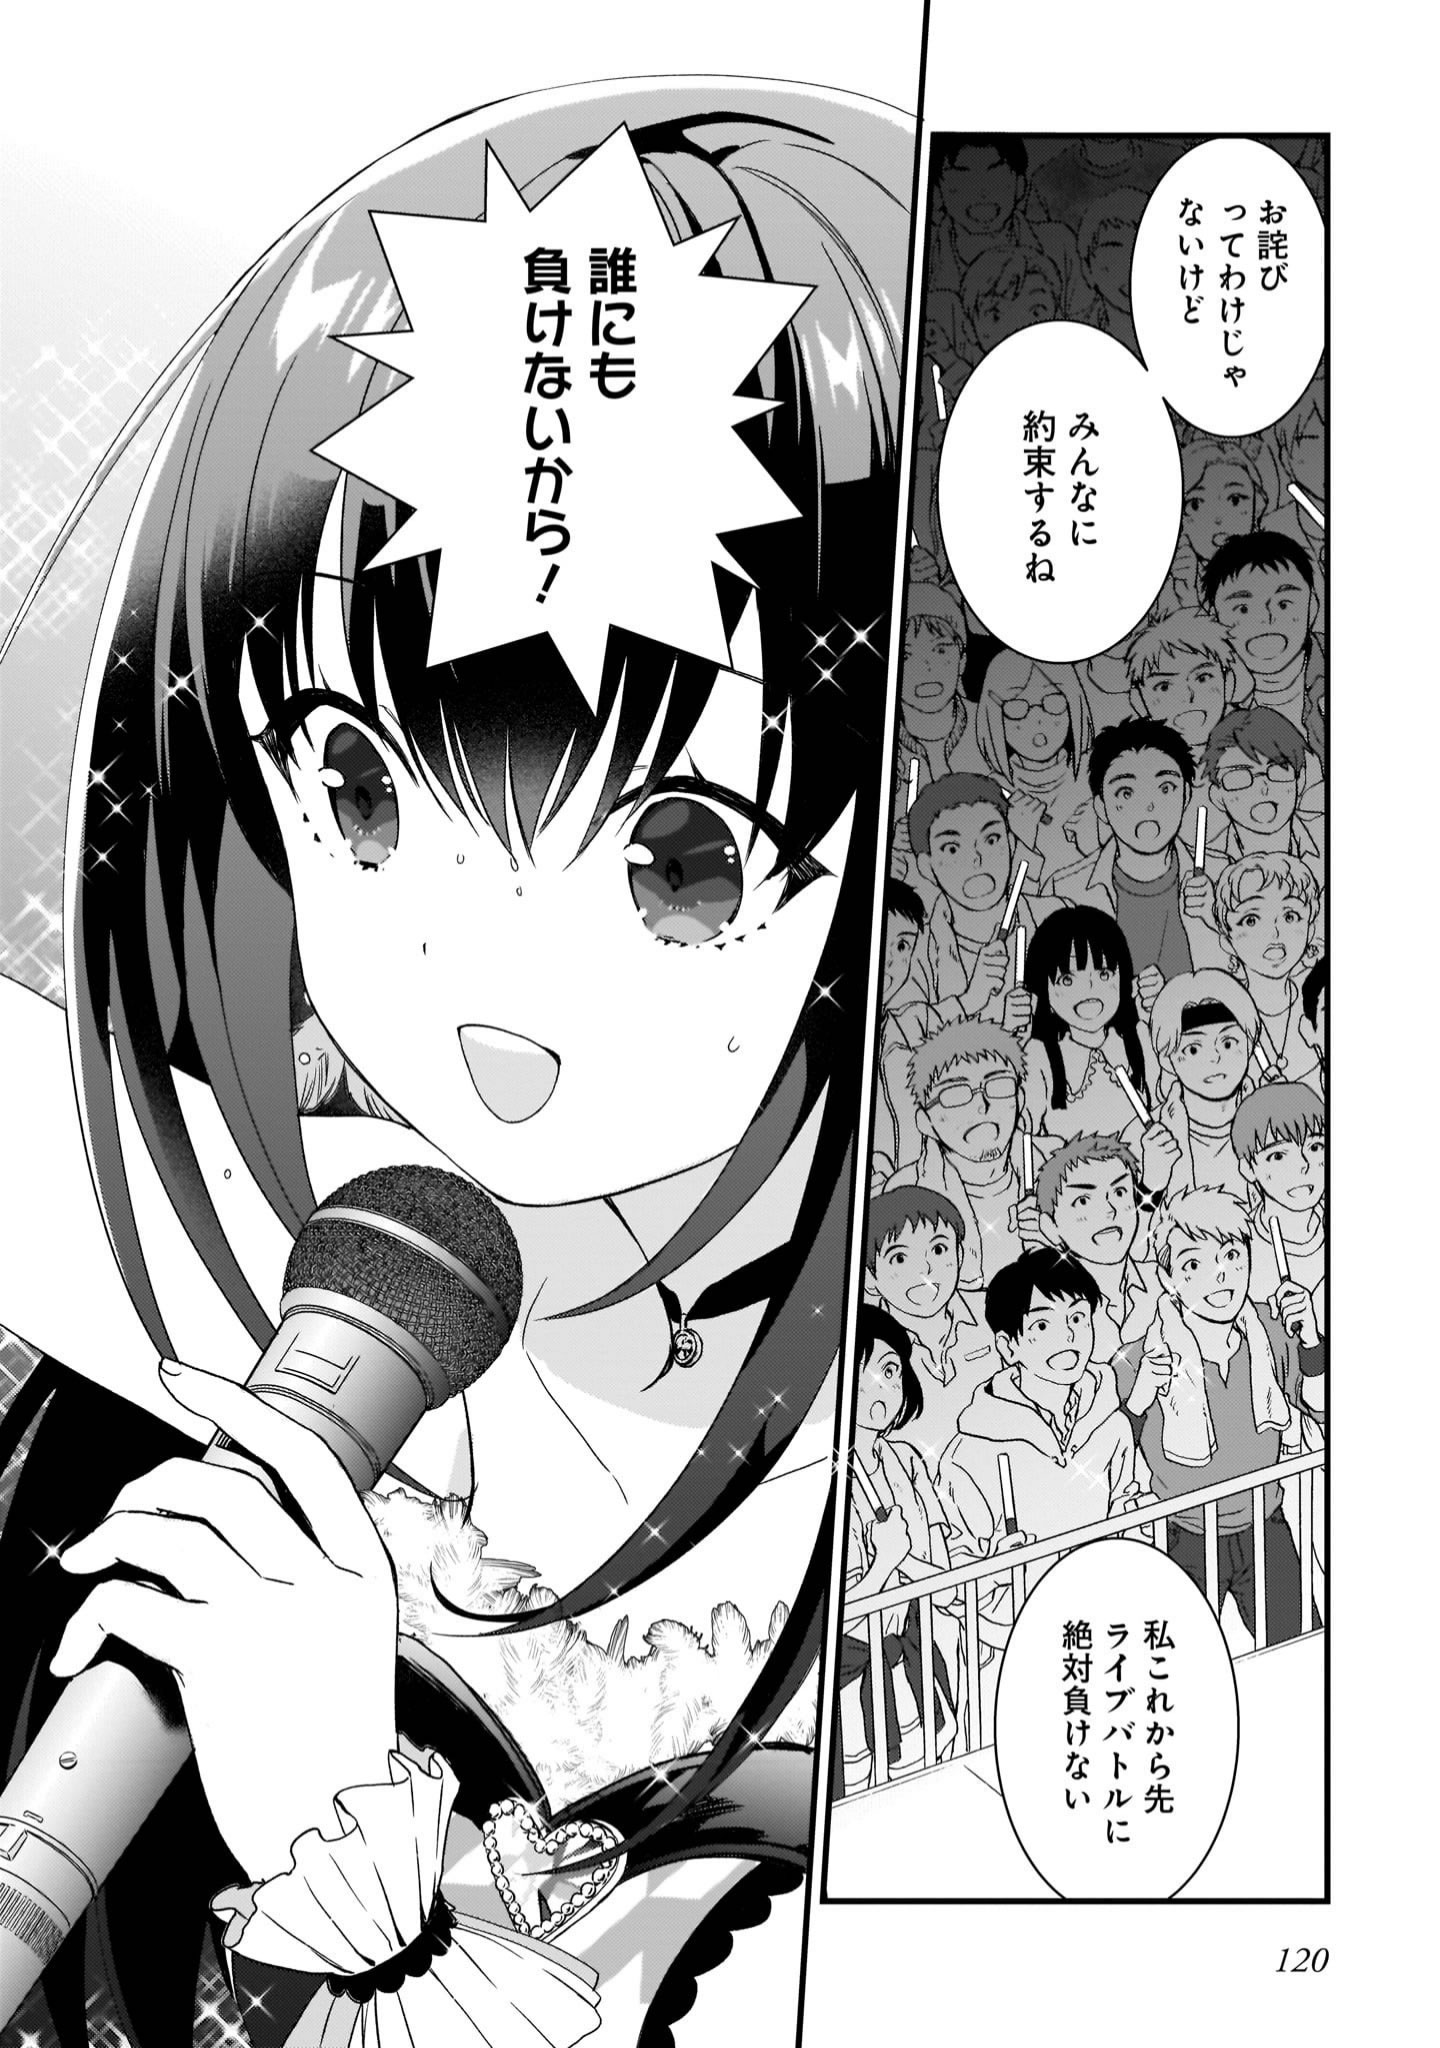 お詫び
ってわけじゃ
ないけど
みんなに
約束するね
私これから先
ライブバトルに
絶対負けない
誰にも
負けないから！
120